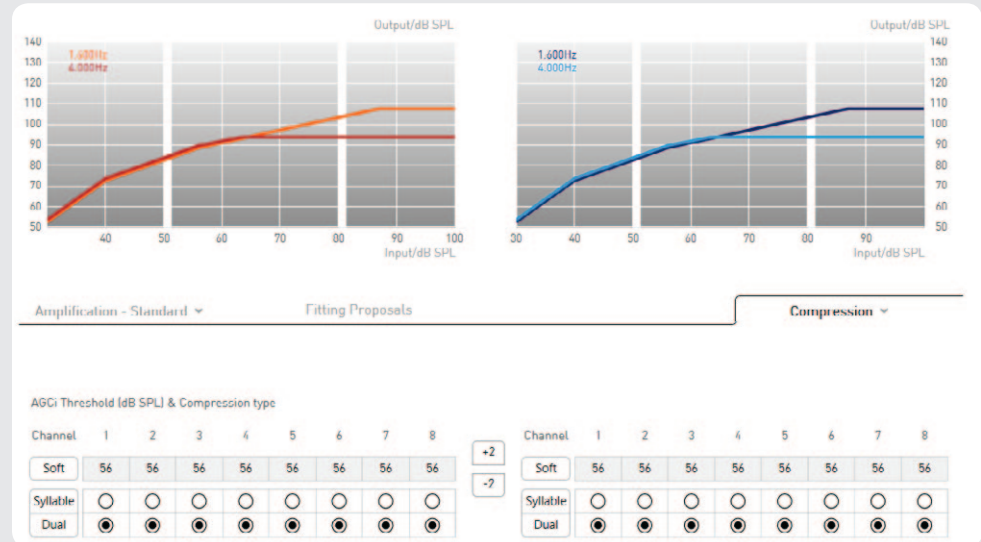 Output/dB SPL Output/dB SPL
140 140
1.600Hz 1.600Hz
130 130
4.000Hz 4.000Hz
120 120
110 110
100 100
90 90
80 80
70 70
60 60
50 50
40 50 60 70 80 90 100 30 40 50 60 70 80 90
Input/dB SPL Input/dB SPL
Amplification - Standard Fitting Proposals Compression
AGCi Threshold (dB SPL) & Compression type
Channel 1 2 3 4 5 6 7 8 Channel 1 2 3 4 5 6 7 8
+2
Soft 56 56 56 56 56 56 56 56 Soft 56 56 56 56 56 56 56 56
-2
Syllable Syllable
Dual Dual